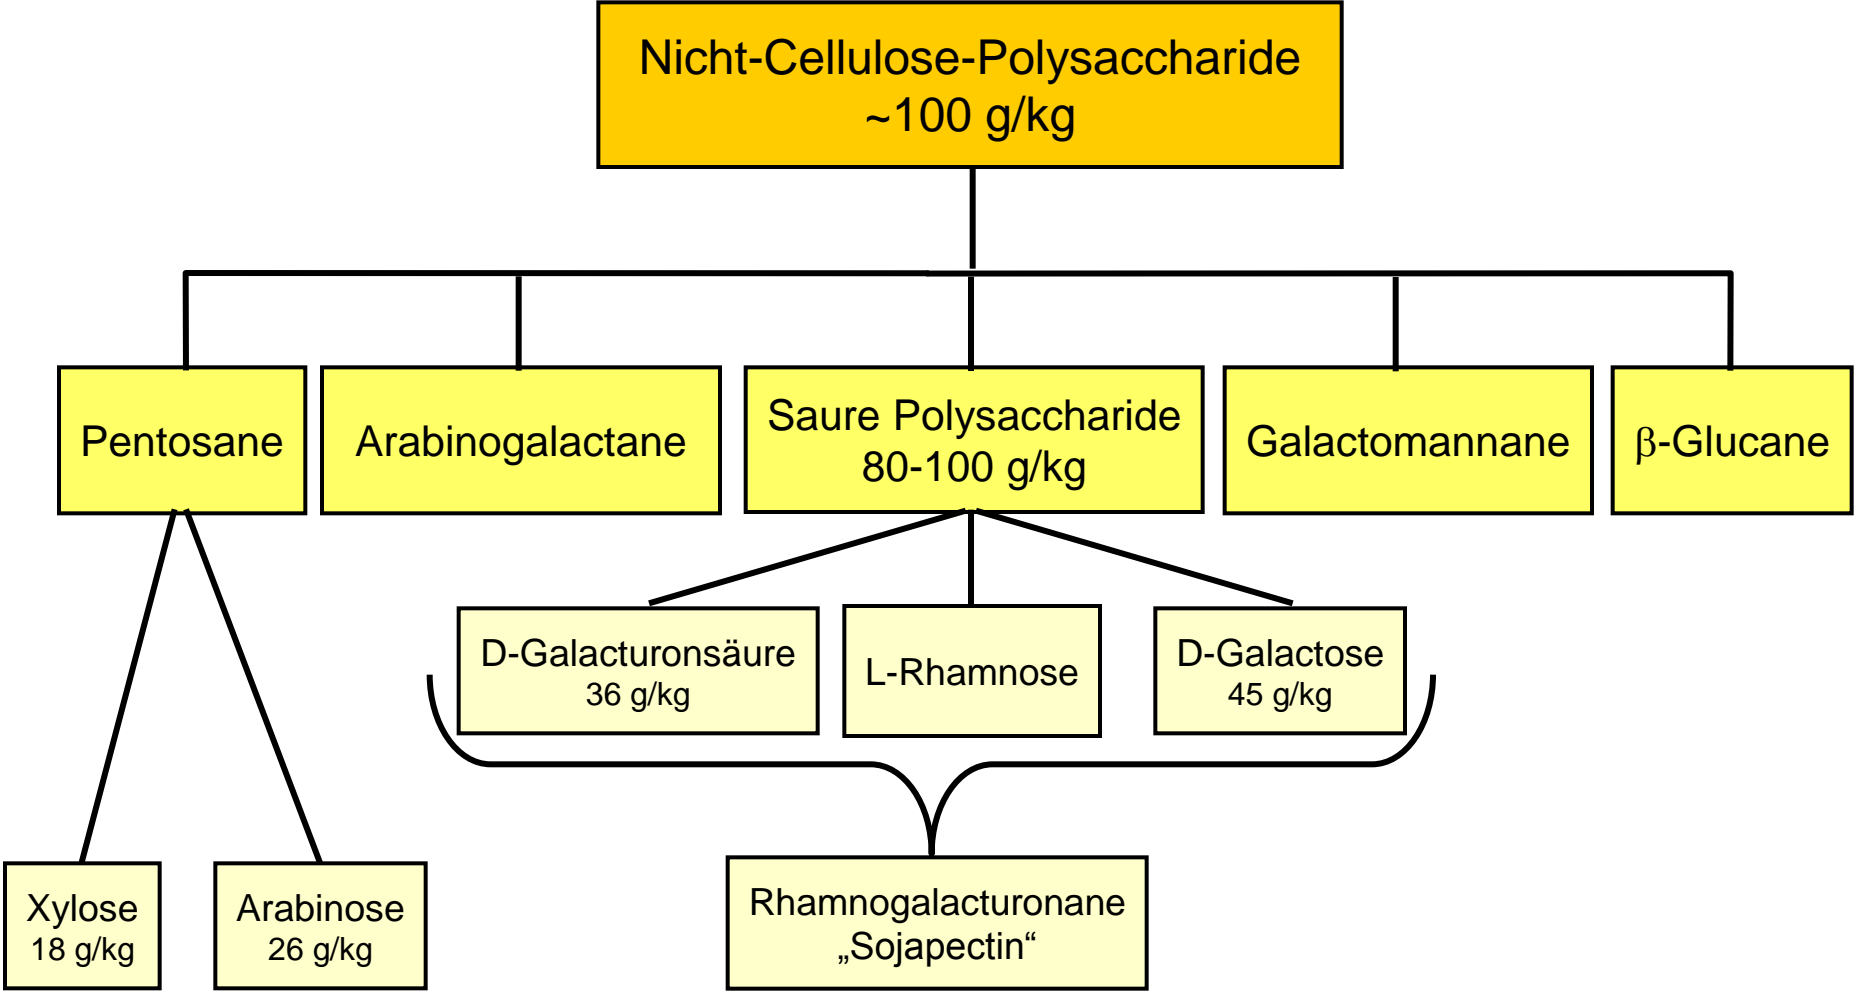 Nicht-Cellulose-Polysaccharide
~100 g/kg
Pentosane
Arabinogalactane
Saure Polysaccharide
80-100 g/kg
Galactomannane
β-Glucane
D-Galacturonsäure
36 g/kg
L-Rhamnose
D-Galactose
45 g/kg
Xylose
18 g/kg
Arabinose
26 g/kg
Rhamnogalacturonane
„Sojapectin“